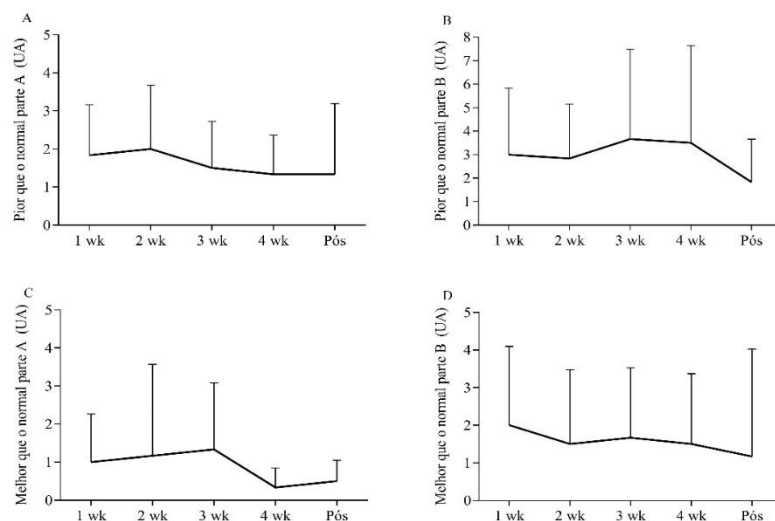 A
Pior que o normal parte A (UA)
5
4
3
2
1
0
1 wk 2 wk 3 wk 4 wk Pós
B
Pior que o normal parte B (UA)
8
7
6
5
4
3
2
1
0
1 wk 2 wk 3 wk 4 wk Pós
C
Melhor que o normal parte A (UA)
5
4
3
2
1
0
1 wk 2 wk 3 wk 4 wk Pós
D
Melhor que o normal parte B (UA)
5
4
3
2
1
0
1 wk 2 wk 3 wk 4 wk Pós